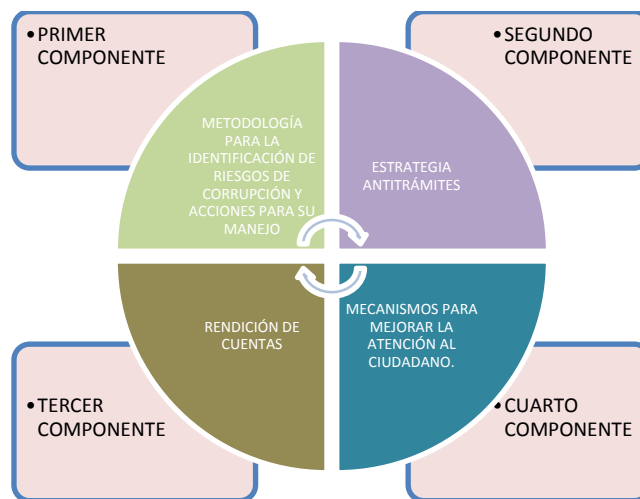 • PRIMER
COMPONENTE
• SEGUNDO
COMPONENTE
METODOLOGÍA
PARA LA
IDENTIFICACIÓN DE
RIESGOS DE
CORRUPCIÓN Y
ACCIONES PARA SU
MANEJO
ESTRATEGIA
ANTITRÁMITES
RENDICIÓN DE
CUENTAS
MECANISMOS PARA
MEJORAR LA
ATENCIÓN AL
CIUDADANO.
• TERCER
COMPONENTE
• CUARTO
COMPONENTE